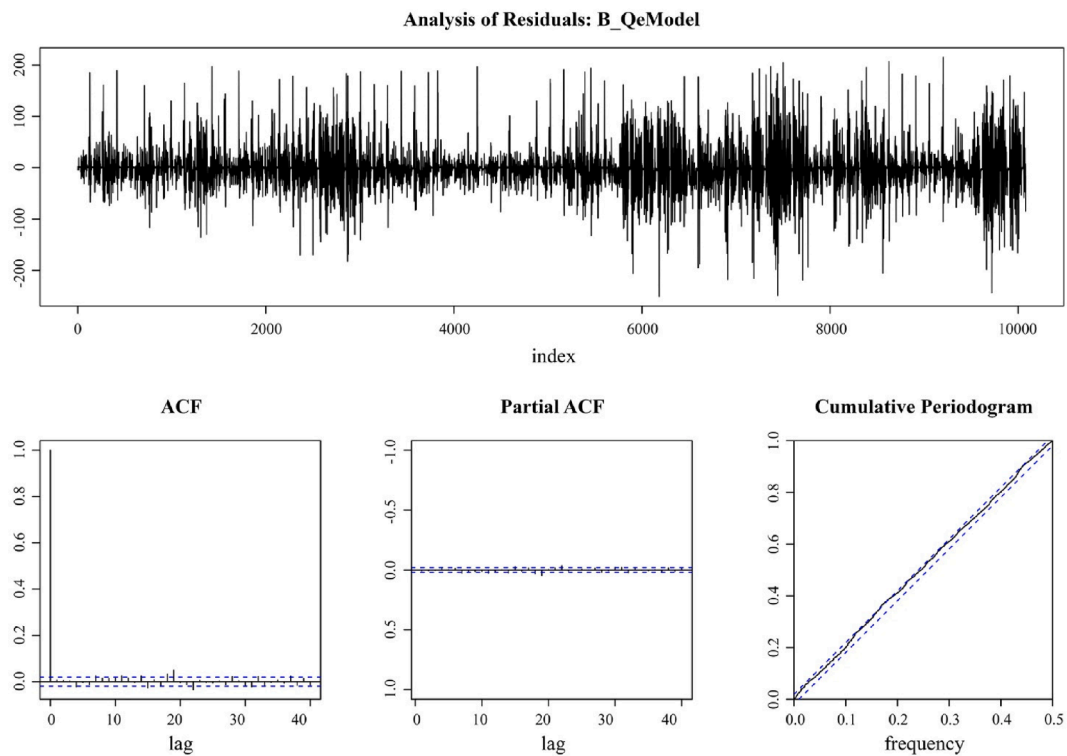 Analysis of Residuals: B_QeModel
200
100
0
-100
-200
0 2000 4000 6000 8000 10000
index
ACF Partial ACF Cumulative Periodogram
1.0
0.8
0.6
0.4
0.2
0.0
0 10 20 30 40
lag
-1.0
-0.5
0.0
0.5
1.0
0 10 20 30 40
lag
1.0
0.8
0.6
0.4
0.2
0.0
0.0 0.1 0.2 0.3 0.4 0.5
frequency